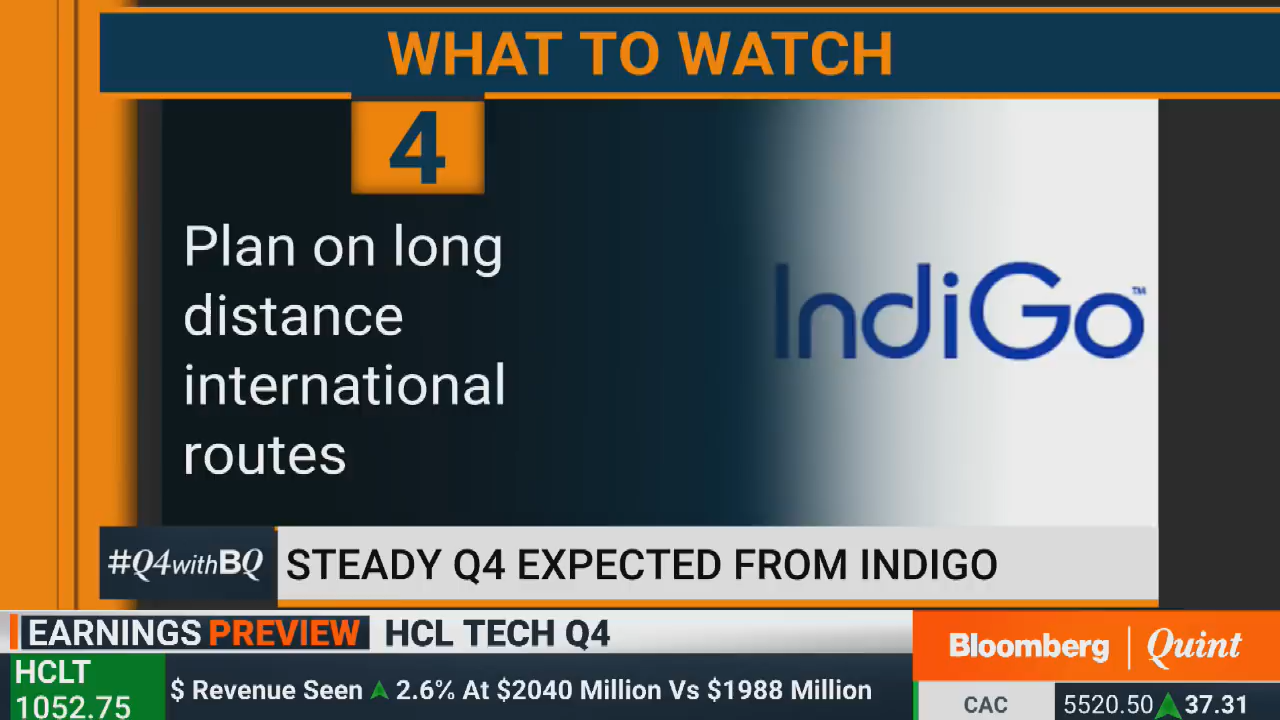 WHAT TO WATCH
4
Plan on long
distance
international
routes
IndiGo™
#Q4withBQ
STEADY Q4 EXPECTED FROM INDIGO
EARNINGS PREVIEW HCL TECH Q4
Bloomberg | Quint
HCLT
1052.75
$ Revenue Seen ▲ 2.6% At $2040 Million Vs $1988 Million
CAC 5520.50 ▲ 37.31